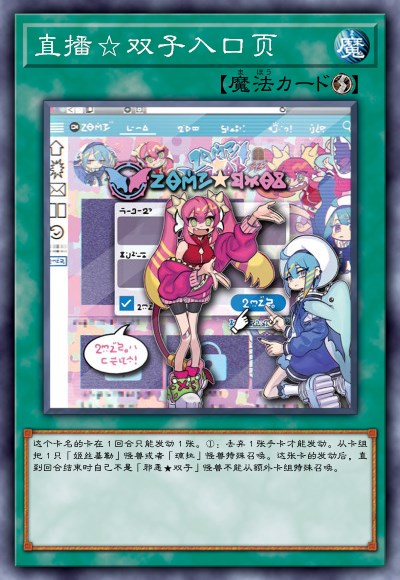 直播☆双子入口页
魔
【魔法カード】
まほう
这个卡名的卡在1回合只能发动1张。①：丢弃1张手卡才能发动。从卡组
把1只「姬丝基勒」怪兽或者「璃拉」怪兽特殊召唤。这张卡的发动后，直
到回合结束时自己不是「邪恶★双子」怪兽不能从额外卡组特殊召唤。